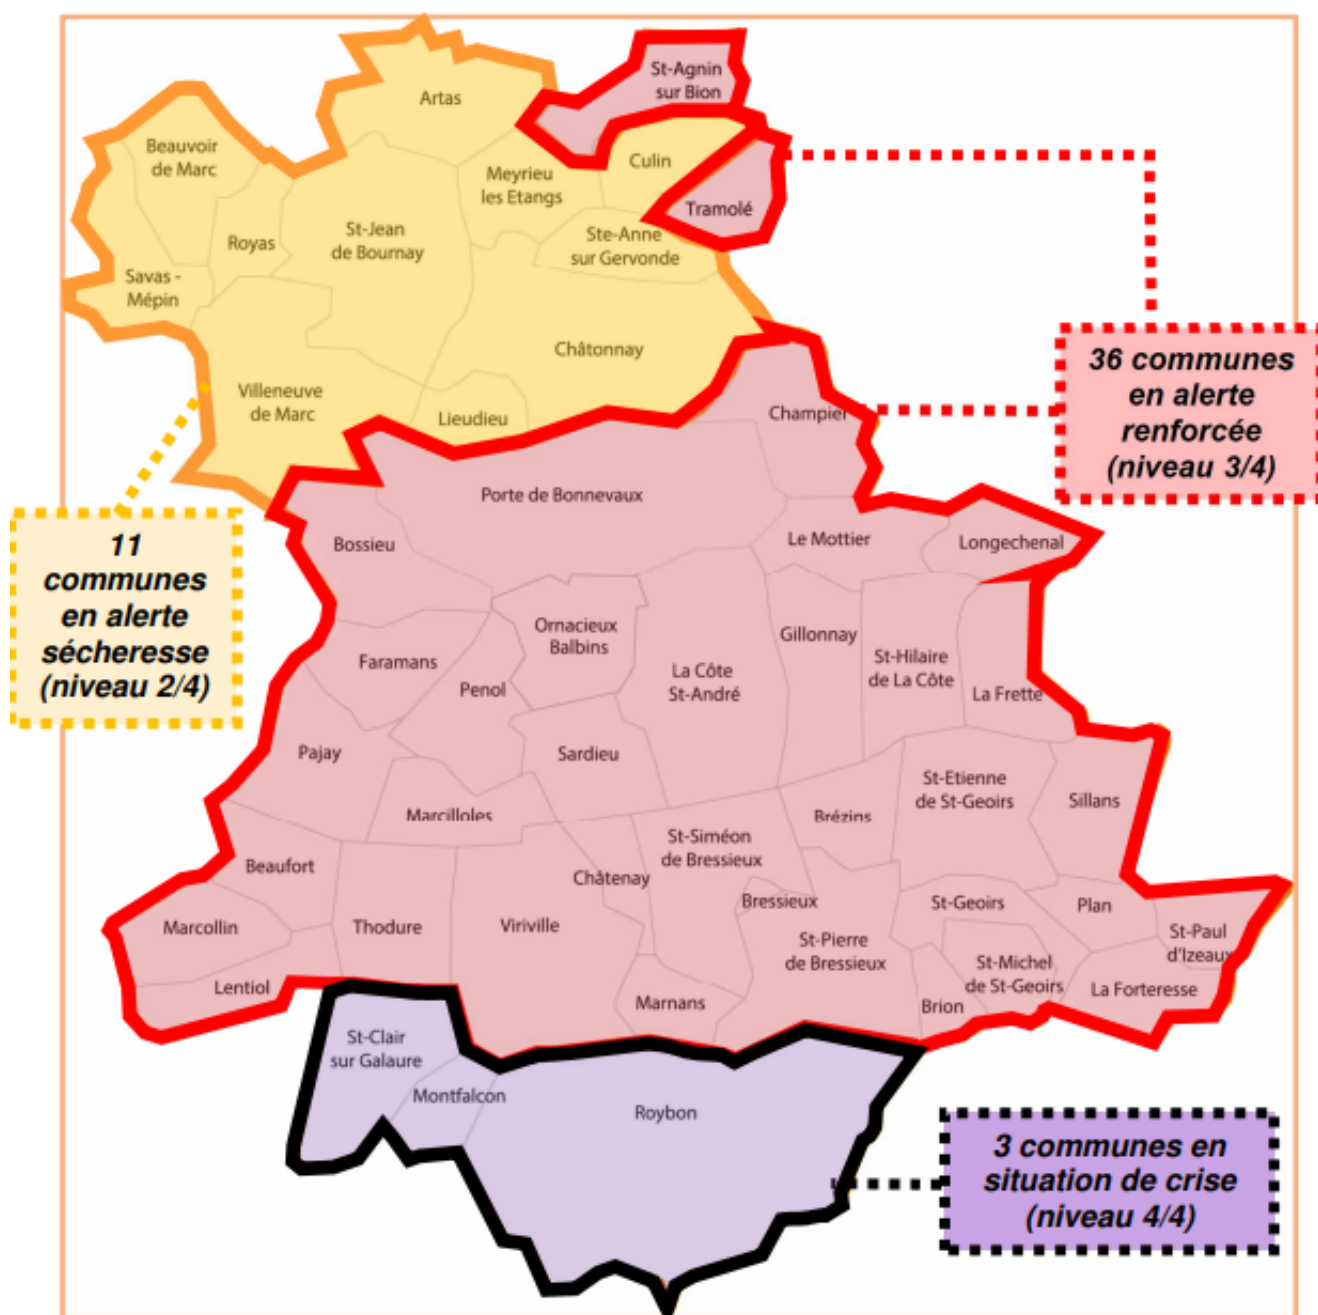 St-Agnin
sur Bion
Artas
Beauvoir
de Marc
Meyrieu
les Etangs
Culin
Tramolé
Royas
St-Jean
de Bournay
Ste-Anne
sur Gervonde
Savas -
Mépin
Châtonnay
Villeneuve
de Marc
Lieudieu
Champier
36 communes
en alerte
renforcée
(niveau 3/4)
11
communes
en alerte
sécheresse
(niveau 2/4)
Porte de Bonnevaux
Bossieu
Le Mottier
Longechenal
Ornacieux
Balbins
Gillonnay
Faramans
Penol
La Côte
St-André
St-Hilaire
de La Côte
La Frette
Pajay
Sardieu
St-Etienne
de St-Geoirs
Sillans
Marcilloles
Brézins
St-Siméon
de Bressieux
Beaufort
Châtenay
Bressieux
St-Geoirs
Plan
Marcollin
Thodure
Viriville
St-Pierre
de Bressieux
St-Paul
d'Izeaux
St-Michel
de St-Geoirs
Lentiol
Marnans
Brion
La Forteresse
St-Clair
sur Galaure
Montfalcon
Roybon
3 communes en
situation de crise
(niveau 4/4)